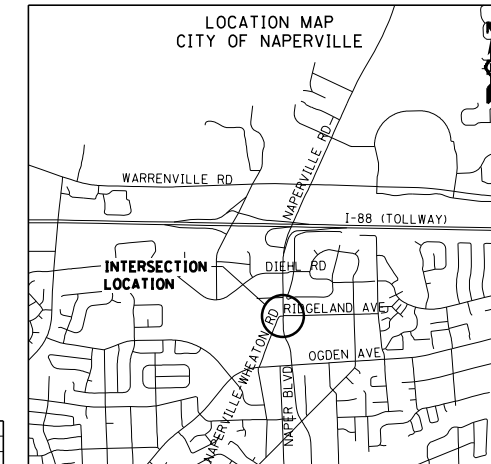 LOCATION MAP
CITY OF NAPERVILLE
NAPERVILLE RD
WARRENVILLE RD
I-88 (TOLLWAY)
INTERSECTION
LOCATION
DIEHL RD
RIDGELAND AVE
NAPERVILLE-WHEATON RD
OGDEN AVE
NAPER BLVD